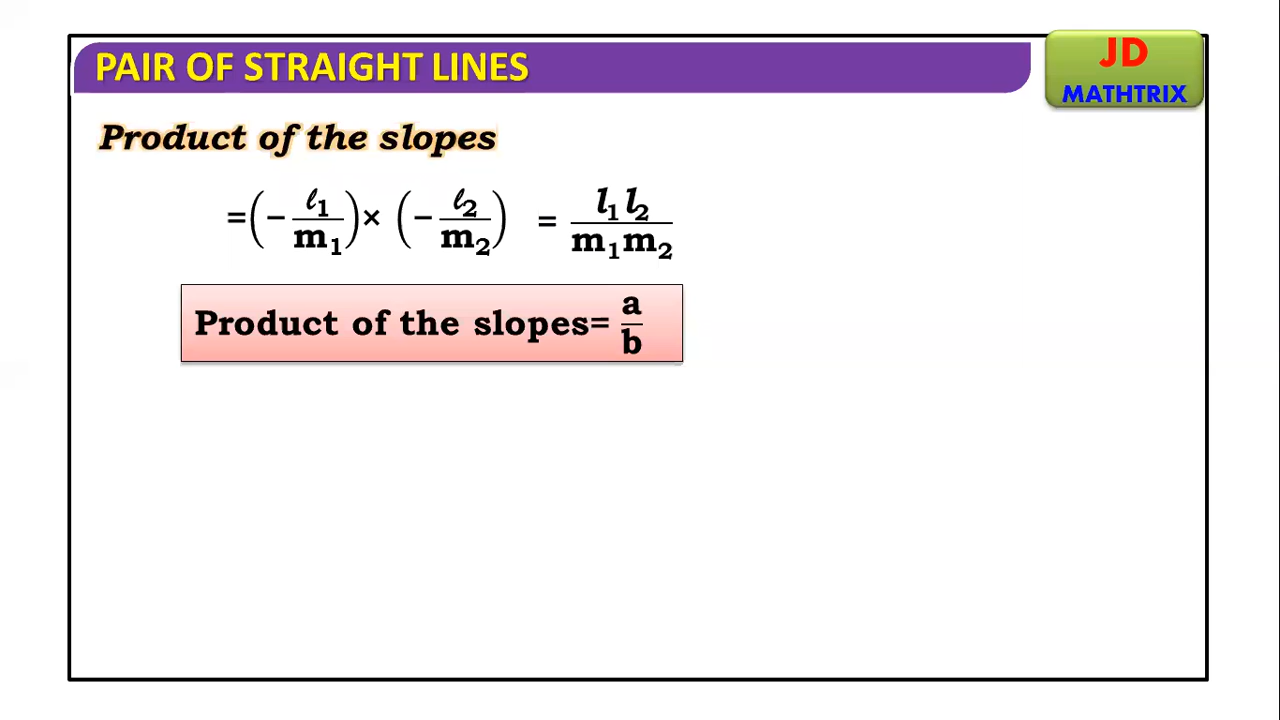 PAIR OF STRAIGHT LINES
JD
MATHTRIX
Product of the slopes
=(−ℓ₁/m₁)× (−ℓ₂/m₂) = l₁l₂/m₁m₂
Product of the slopes= a/b